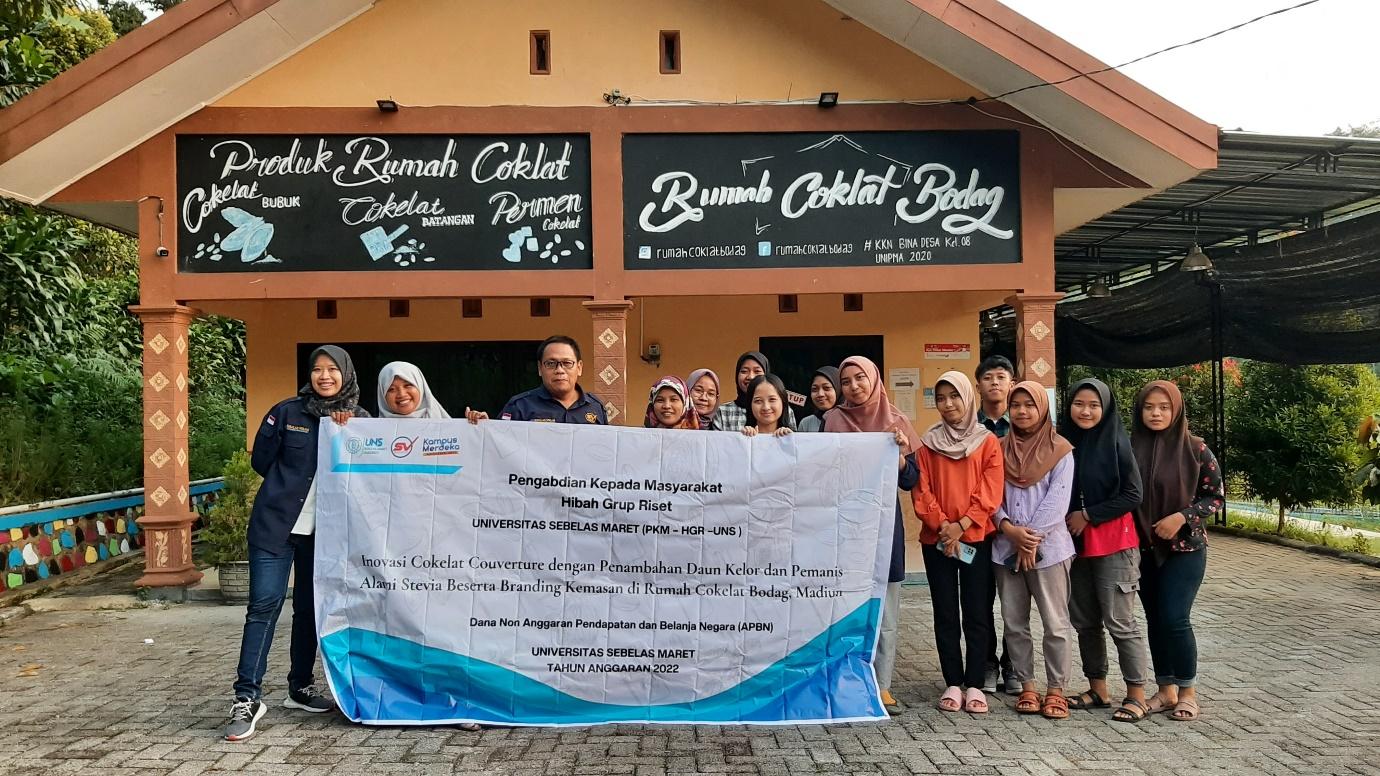 Produk Rumah Coklat
Cokelat BUBUK
Cokelat BATANGAN
Permen Cokelat
Rumah Coklat Bodag
rumahcoklatbodag
rumahcoklatbodag
# KKN BINA DESA Kel.08
UNIPMA 2020
TUP
UNS
SV
Kampus
Merdeka
Pengabdian Kepada Masyarakat
Hibah Grup Riset
UNIVERSITAS SEBELAS MARET (PKM – HGR –UNS )
Inovasi Cokelat Couverture dengan Penambahan Daun Kelor dan Pemanis
Alami Stevia Beserta Branding Kemasan di Rumah Cokelat Bodag, Madiun
Dana Non Anggaran Pendapatan dan Belanja Negara (APBN)
UNIVERSITAS SEBELAS MARET
TAHUN ANGGARAN 2022